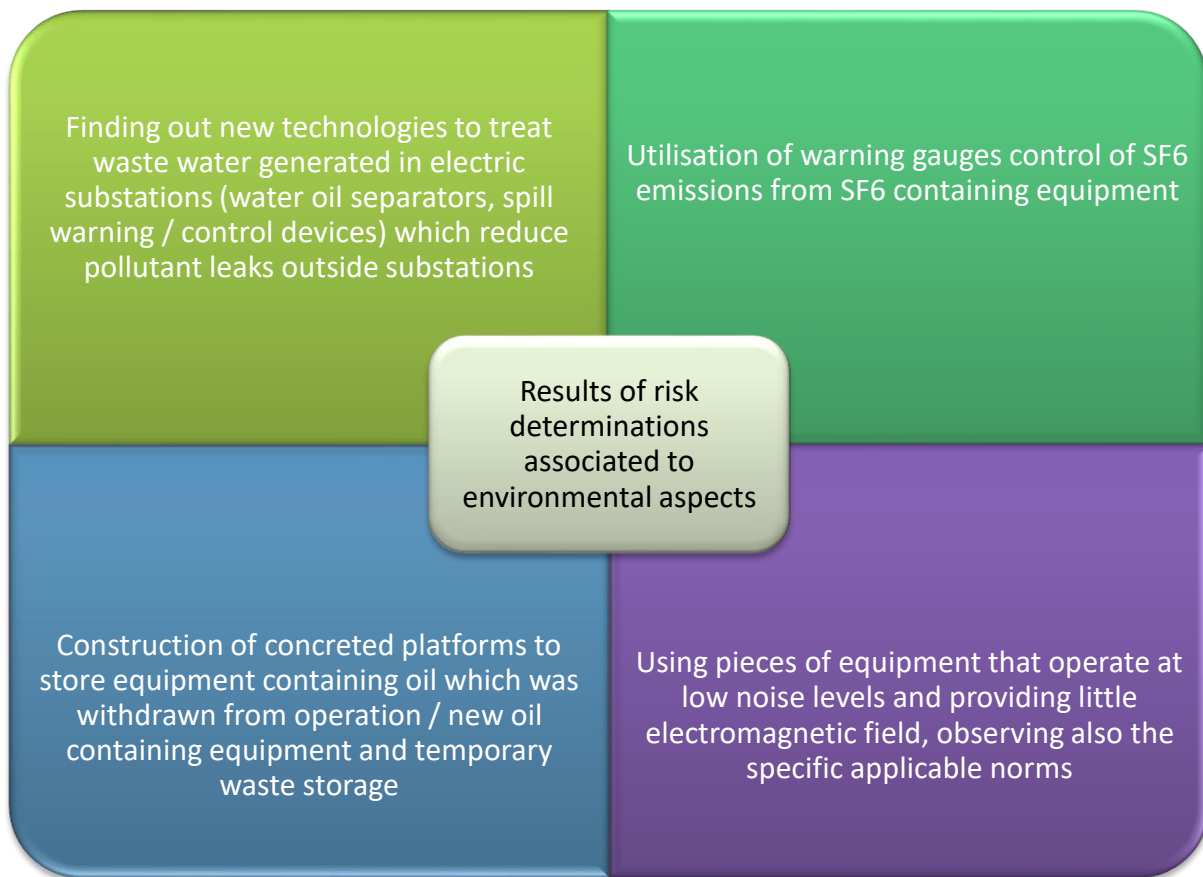 Finding out new technologies to treat
waste water generated in electric
substations (water oil separators, spill
warning / control devices) which reduce
pollutant leaks outside substations
Utilisation of warning gauges control of SF6
emissions from SF6 containing equipment
Results of risk
determinations
associated to
environmental aspects
Construction of concreted platforms to
store equipment containing oil which was
withdrawn from operation / new oil
containing equipment and temporary
waste storage
Using pieces of equipment that operate at
low noise levels and providing little
electromagnetic field, observing also the
specific applicable norms